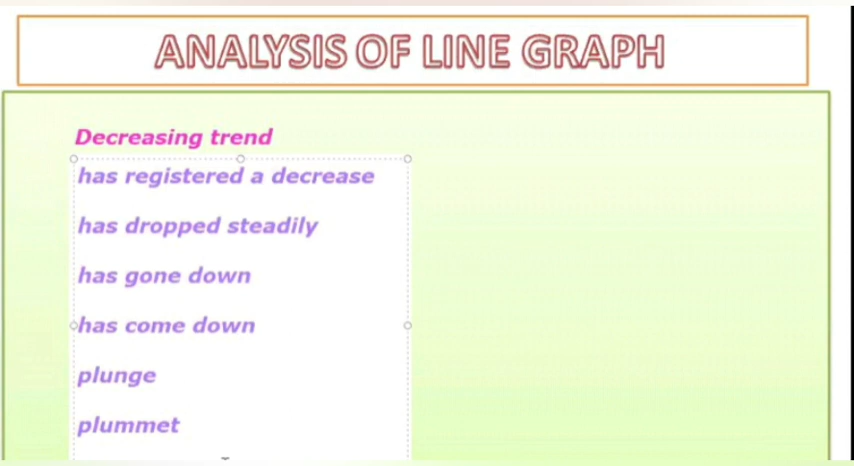 ANALYSIS OF LINE GRAPH
Decreasing trend
has registered a decrease
has dropped steadily
has gone down
has come down
plunge
plummet